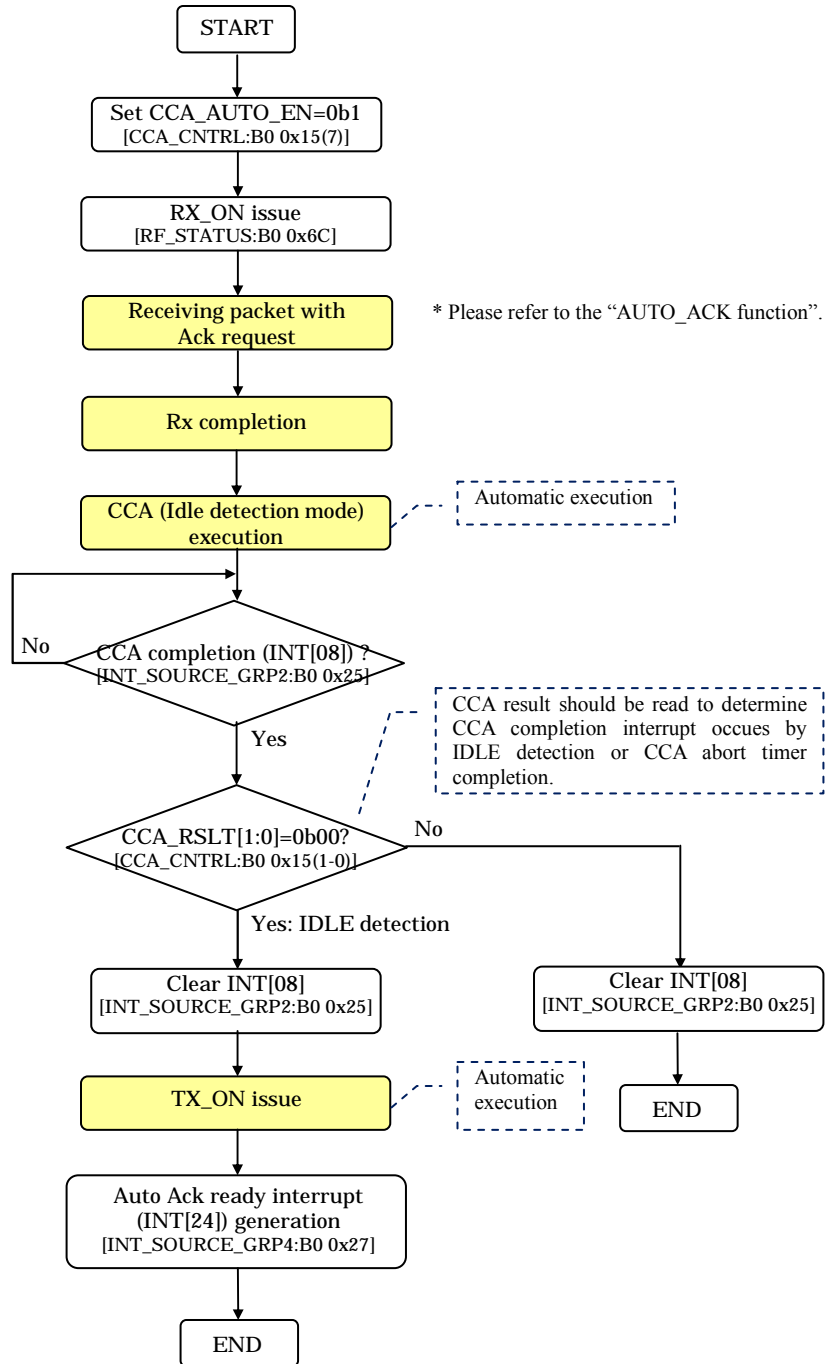 START
Set CCA_AUTO_EN=0b1
[CCA_CNTRL:B0 0x15(7)]
RX_ON issue
[RF_STATUS:B0 0x6C]
Receiving packet with
Ack request
* Please refer to the “AUTO_ACK function”.
Rx completion
CCA (Idle detection mode)
execution
Automatic execution
No
CCA completion (INT[08]) ?
[INT_SOURCE_GRP2:B0 0x25]
Yes
CCA result should be read to determine
CCA completion interrupt occues by
IDLE detection or CCA abort timer
completion.
CCA_RSLT[1:0]=0b00?
[CCA_CNTRL:B0 0x15(1-0)]
No
Yes: IDLE detection
Clear INT[08]
[INT_SOURCE_GRP2:B0 0x25]
Clear INT[08]
[INT_SOURCE_GRP2:B0 0x25]
TX_ON issue
Automatic
execution
END
Auto Ack ready interrupt
(INT[24]) generation
[INT_SOURCE_GRP4:B0 0x27]
END